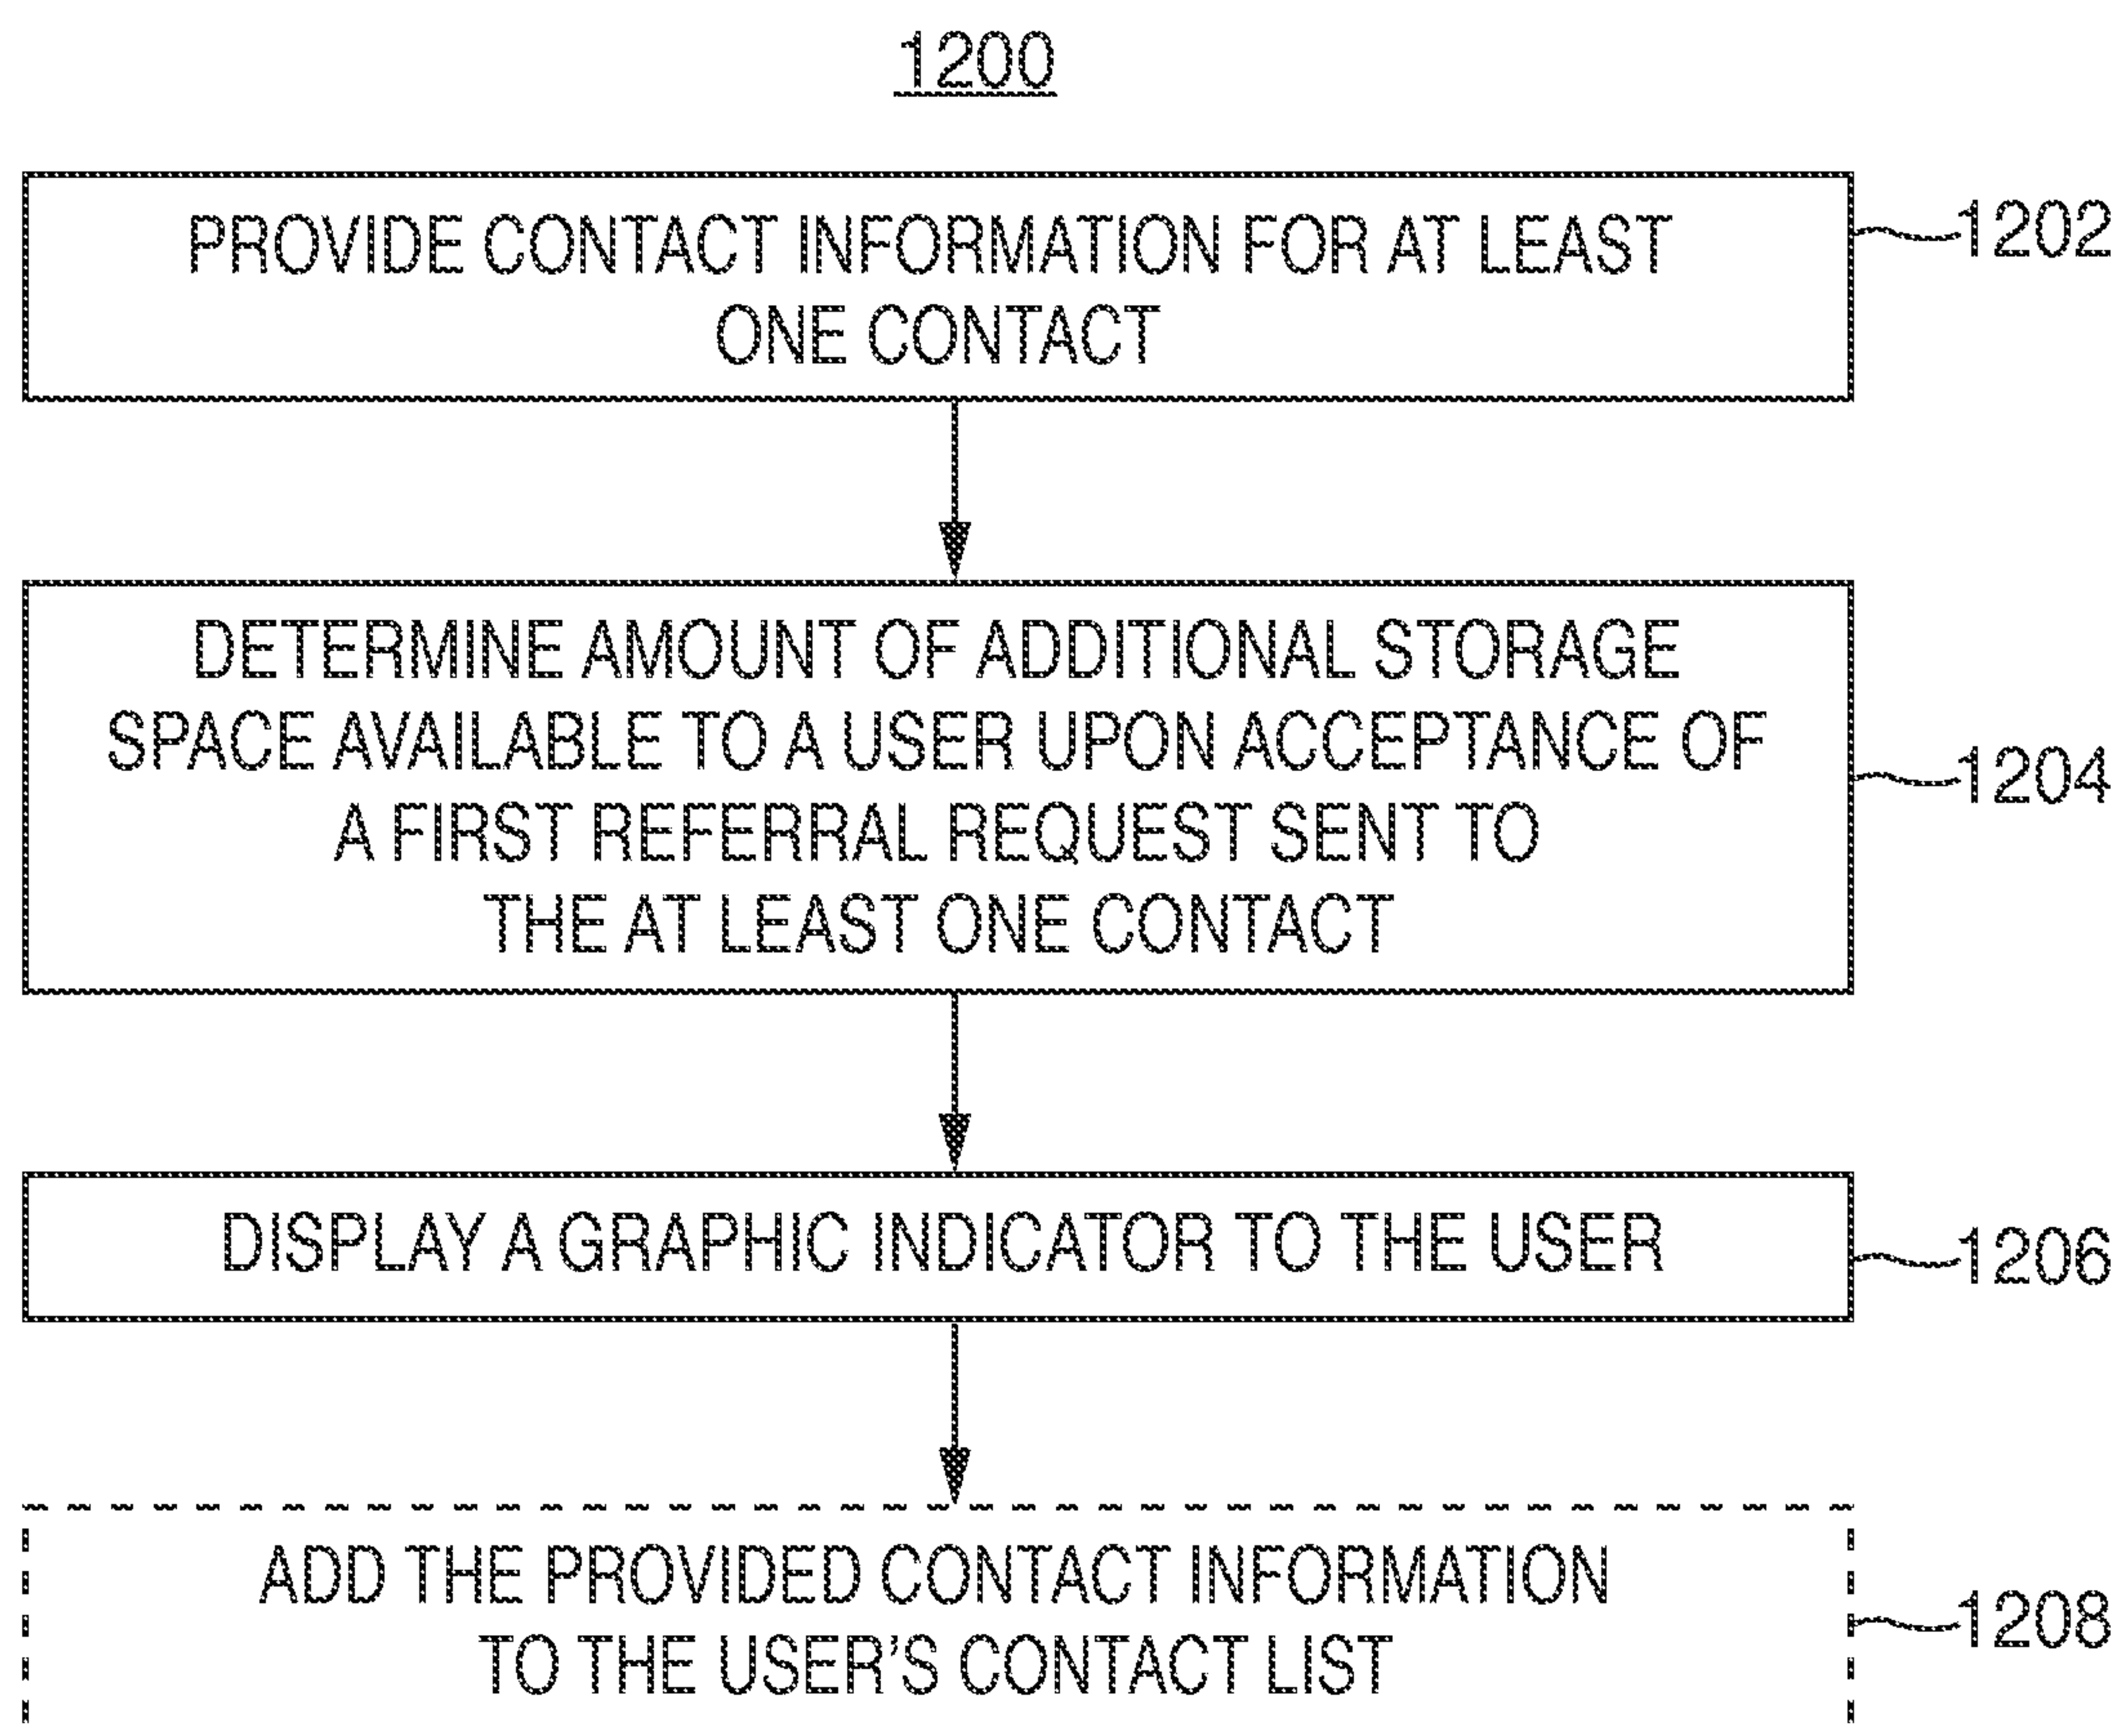 1200
PROVIDE CONTACT INFORMATION FOR AT LEAST
ONE CONTACT
1202
DETERMINE AMOUNT OF ADDITIONAL STORAGE
SPACE AVAILABLE TO A USER UPON ACCEPTANCE OF
A FIRST REFERRAL REQUEST SENT TO
THE AT LEAST ONE CONTACT
1204
DISPLAY A GRAPHIC INDICATOR TO THE USER
1206
ADD THE PROVIDED CONTACT INFORMATION
TO THE USER'S CONTACT LIST
1208